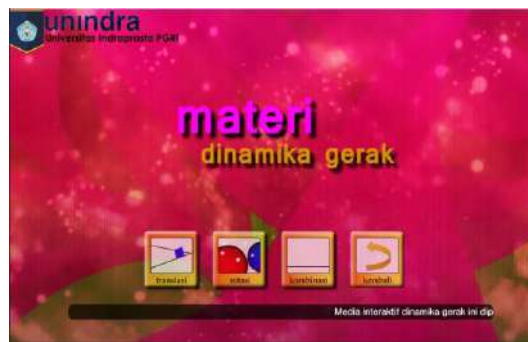 unindra
Universitas Indraprasta PGRI
materi
dinamika gerak
translasi
rotasi
kombinasi
kembali
Media interaktif dinamika gerak ini dip